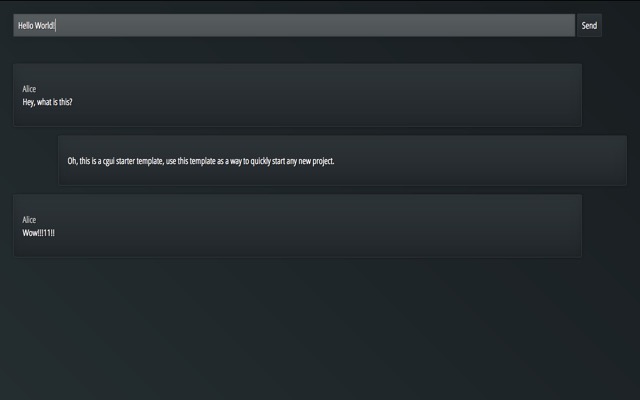 Hello World!
Send
Alice
Hey, what is this?
Oh, this is a cgui starter template, use this template as a way to quickly start any new project.
Alice
Wow!!!11!!